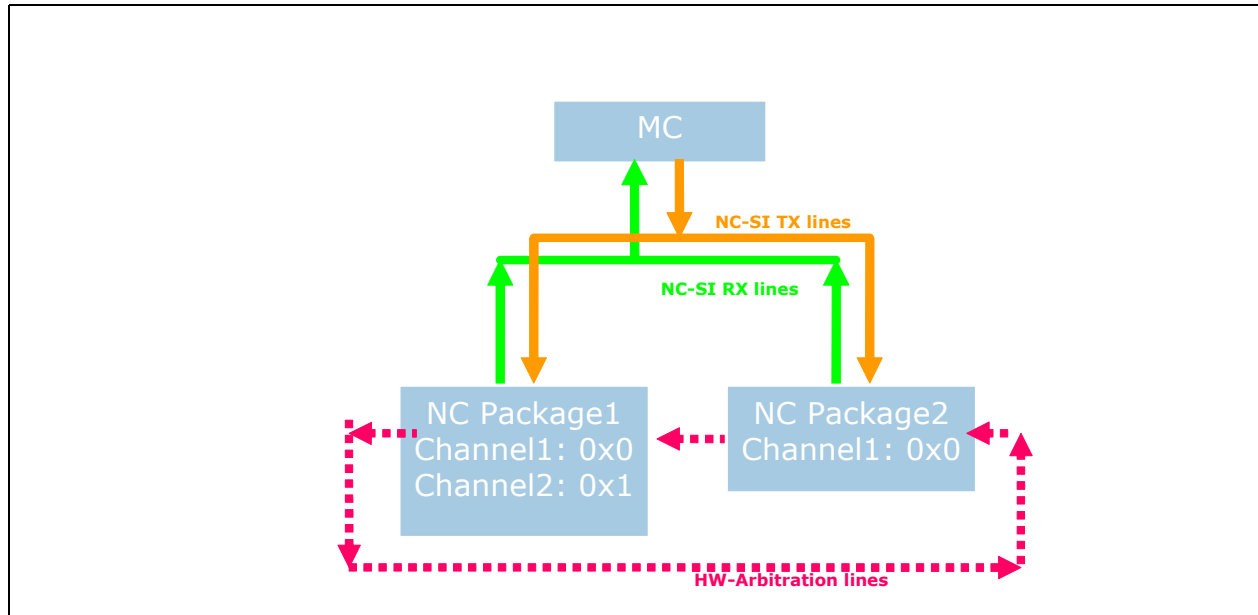 MC
NC-SI TX lines
NC-SI RX lines
NC Package1
Channel1: 0x0
Channel2: 0x1
NC Package2
Channel1: 0x0
HW-Arbitration lines